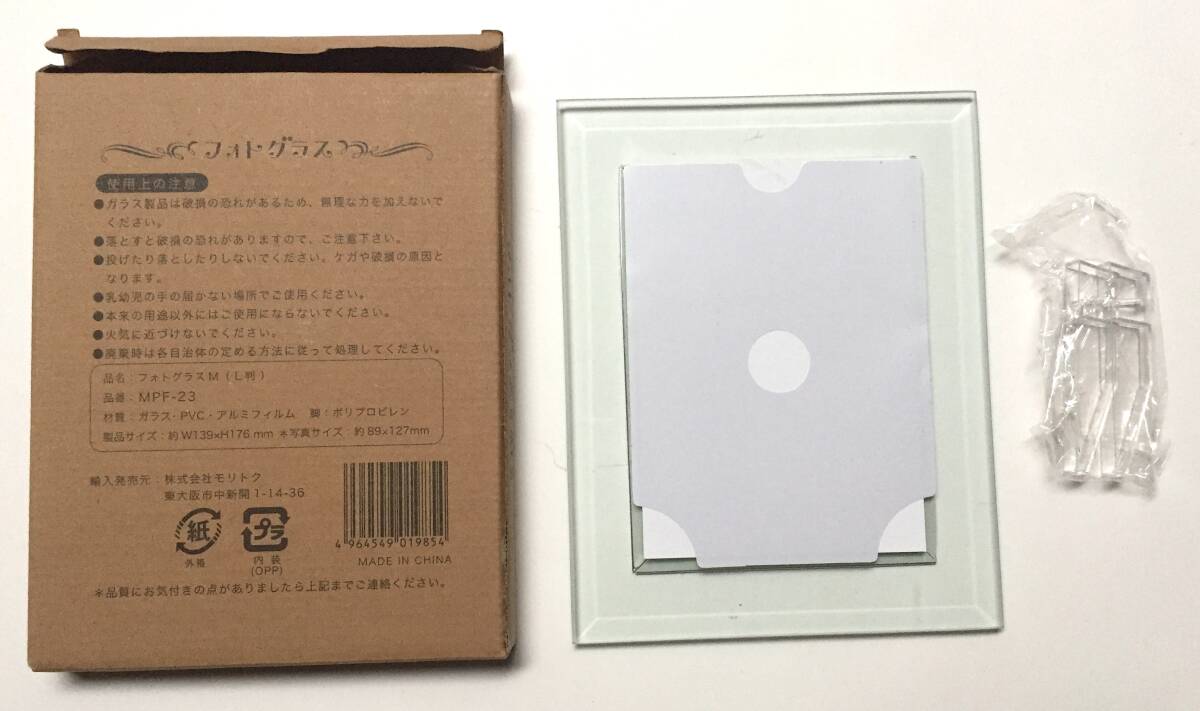 フォトグラス
使用上の注意
●ガラス製品は破損の恐れがあるため、無理な力を加えないで
ください。
●落とすと破損の恐れがありますので、ご注意下さい。
●投げたり落としたりしないでください。ケガや破損の原因と
なります。
●乳幼児の手の届かない場所でご使用ください。
●本来の用途以外にはご使用にならないでください。
●火気に近づけないでください。
●廃棄時は各自治体の定める方法に従って処理してください。
品名：フォトグラスM（L判）
品番：MPF-23
材質：ガラス・PVC・アルミフィルム　脚：ポリプロピレン
製品サイズ：約W139×H176mm ＊写真サイズ：約89×127mm
輸入発売元：株式会社モリトク
東大阪市中新開1-14-36
紙
外箱
プラ
内装
(OPP)
4 964549 019854
MADE IN CHINA
＊品質にお気付きの点がありましたら上記までご連絡ください。